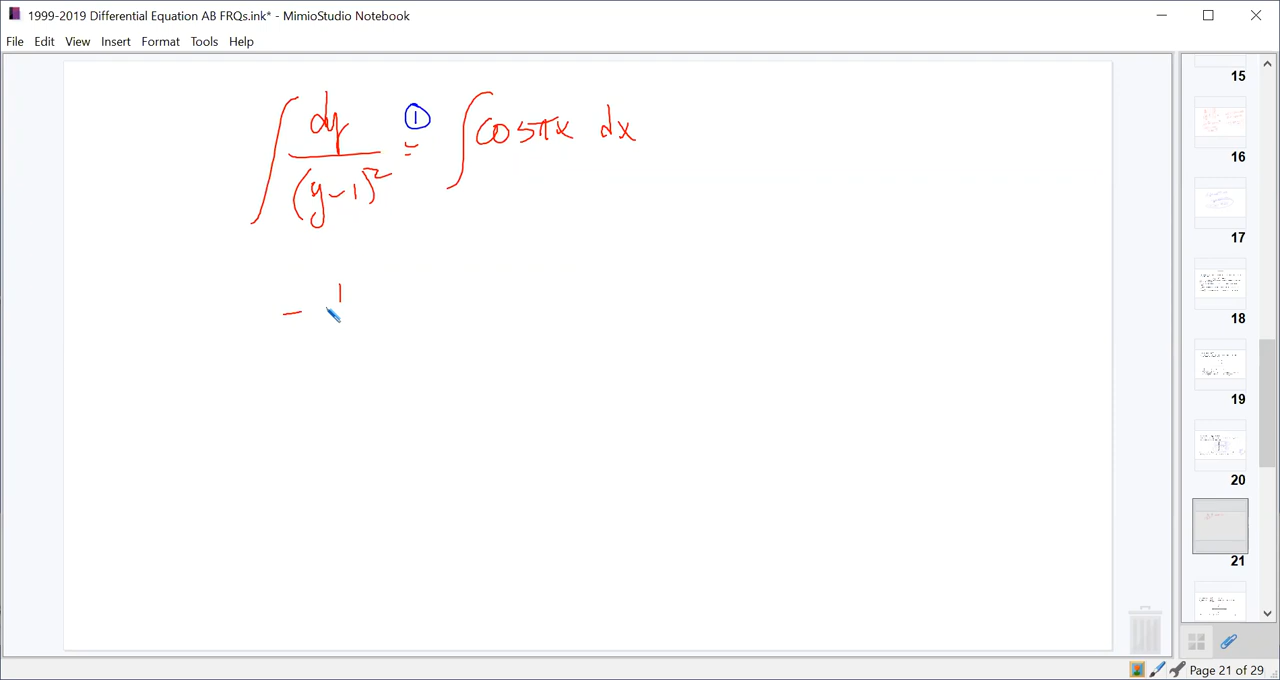 1999-2019 Differential Equation AB FRQs.ink* - MimioStudio Notebook
File Edit View Insert Format Tools Help
∫ dy/(y-1)² = ① ∫ cos πx dx
- 1
15
16
17
18
19
20
21
Page 21 of 29